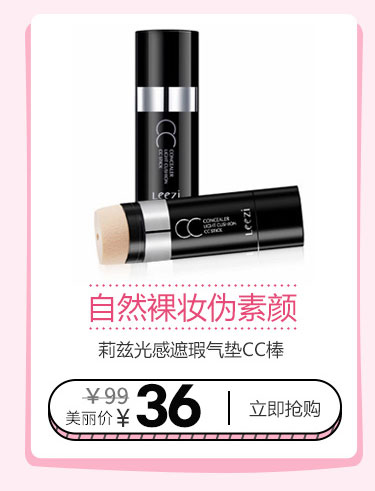 CC
CONCEALER
LIGHT CUSHION
CC STICK
Leezi
CC
CONCEALER
LIGHT CUSHION
CC STICK
Leezi
自然裸妆伪素颜
莉兹光感遮瑕气垫CC棒
￥99
美丽价￥36
立即抢购